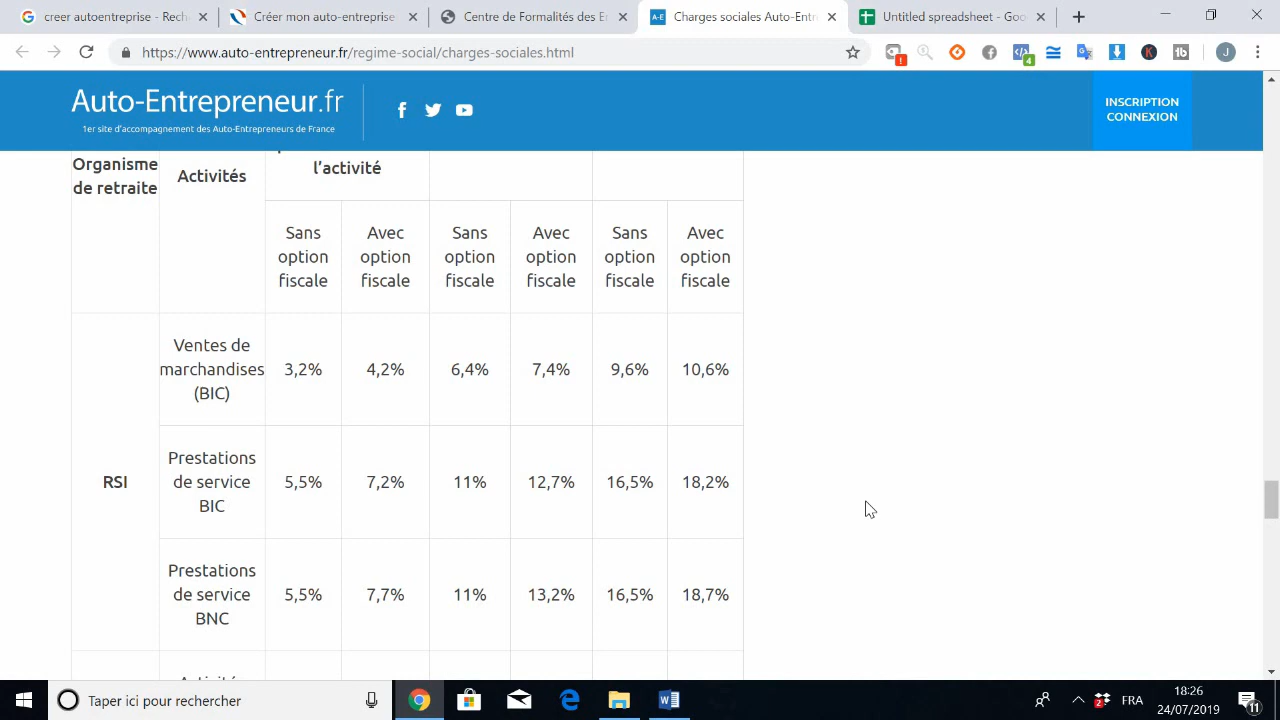 creer autoentreprise - Rech
Créer mon auto-entreprise
Centre de Formalités des E
Charges sociales Auto-Entr
Untitled spreadsheet - Goo
https://www.auto-entrepreneur.fr/regime-social/charges-sociales.html
Auto-Entrepreneur.fr
1er site d'accompagnement des Auto-Entrepreneurs de France
INSCRIPTION
CONNEXION
Organisme
de retraite
Activités
l'activité
Sans option fiscale
Avec option fiscale
Sans option fiscale
Avec option fiscale
Sans option fiscale
Avec option fiscale
RSI
Ventes de marchandises (BIC)
3,2% 4,2% 6,4% 7,4% 9,6% 10,6%
Prestations de service BIC
5,5% 7,2% 11% 12,7% 16,5% 18,2%
Prestations de service BNC
5,5% 7,7% 11% 13,2% 16,5% 18,7%
Taper ici pour rechercher
FRA
18:26
24/07/2019
11